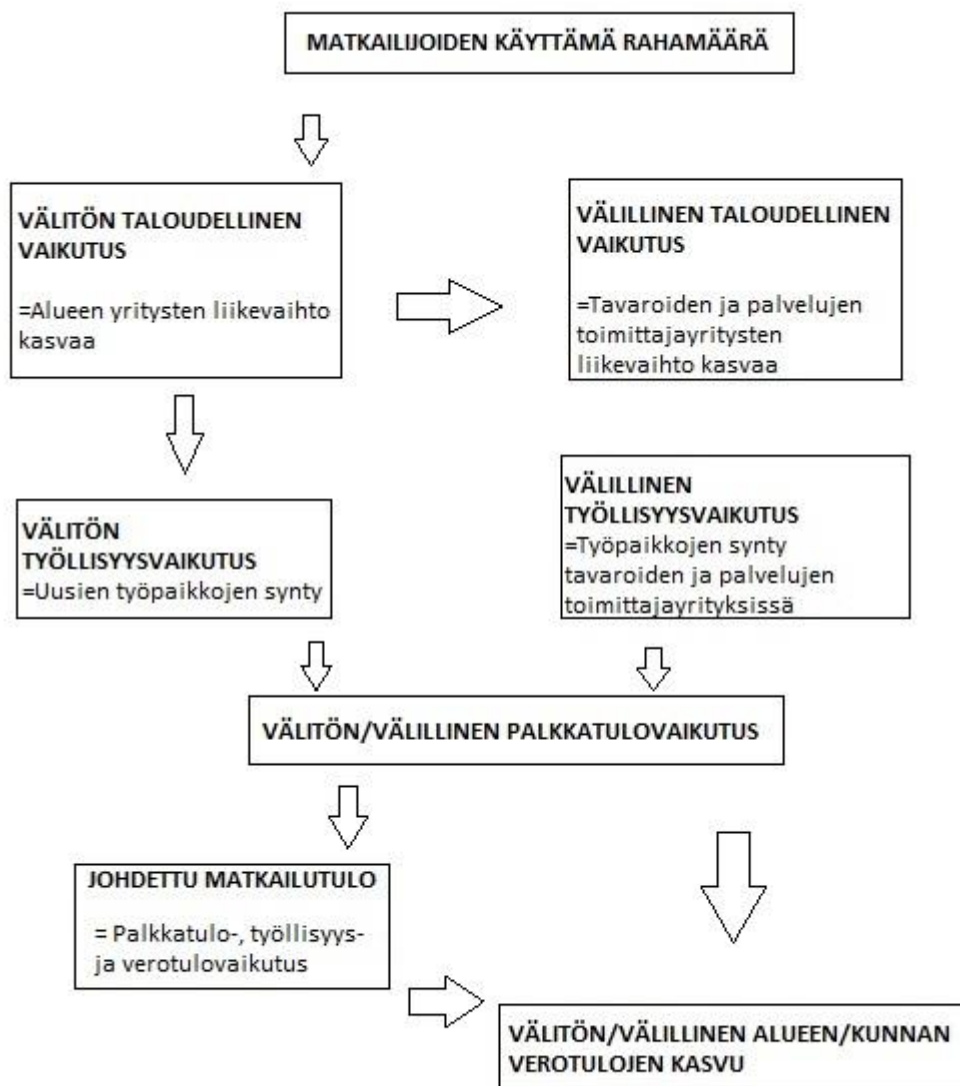 MATKAILIJOIDEN KÄYTTÄMÄ RAHAMÄÄRÄ
VÄLITÖN TALOUDELLINEN
VAIKUTUS
=Alueen yritysten liikevaihto
kasvaa
VÄLILLINEN TALOUDELLINEN
VAIKUTUS
=Tavaroiden ja palvelujen
toimittajayritysten
liikevaihto kasvaa
VÄLITÖN
TYÖLLISYYSVAIKUTUS
=Uusien työpaikkojen synty
VÄLILLINEN
TYÖLLISYYSVAIKUTUS
=Työpaikkojen synty
tavaroiden ja palvelujen
toimittajayrityksissä
VÄLITÖN/VÄLILLINEN PALKKATULOVAIKUTUS
JOHDETTU MATKAILUTULO
= Palkkatulo-, työllisyys-
ja verotulovaikutus
VÄLITÖN/VÄLILLINEN ALUEEN/KUNNAN
VEROTULOJEN KASVU